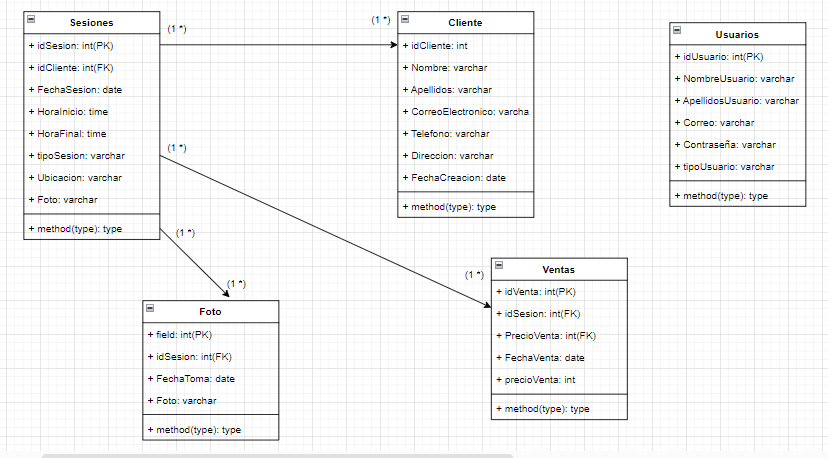 Sesiones
+ idSesion: int(PK)
+ idCliente: int(FK)
+ FechaSesion: date
+ HoraInicio: time
+ HoraFinal: time
+ tipoSesion: varchar
+ Ubicacion: varchar
+ Foto: varchar
+ method(type): type
(1 *)
(1 *)
Cliente
+ idCliente: int
+ Nombre: varchar
+ Apellidos: varchar
+ CorreoElectronico: varcha
+ Telefono: varchar
+ Direccion: varchar
+ FechaCreacion: date
+ method(type): type
Usuarios
+ idUsuario: int(PK)
+ NombreUsuario: varchar
+ ApellidosUsuario: varchar
+ Correo: varchar
+ Contraseña: varchar
+ tipoUsuario: varchar
+ method(type): type
(1 *)
(1 *)
(1 *)
(1 *)
Foto
+ field: int(PK)
+ idSesion: int(FK)
+ FechaToma: date
+ Foto: varchar
+ method(type): type
Ventas
+ idVenta: int(PK)
+ idSesion: int(FK)
+ PrecioVenta: int(FK)
+ FechaVenta: date
+ precioVenta: int
+ method(type): type